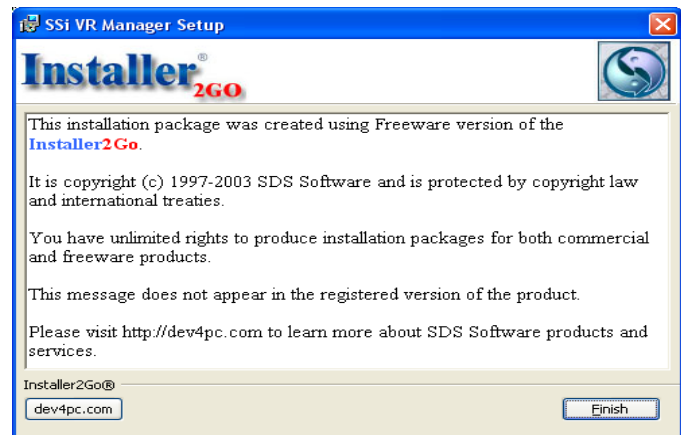 SSi VR Manager Setup
Installer®
2GO
This installation package was created using Freeware version of the
Installer2Go.
It is copyright (c) 1997-2003 SDS Software and is protected by copyright law
and international treaties.
You have unlimited rights to produce installation packages for both commercial
and freeware products.
This message does not appear in the registered version of the product.
Please visit http://dev4pc.com to learn more about SDS Software products and
services.
Installer2Go®
dev4pc.com
Finish